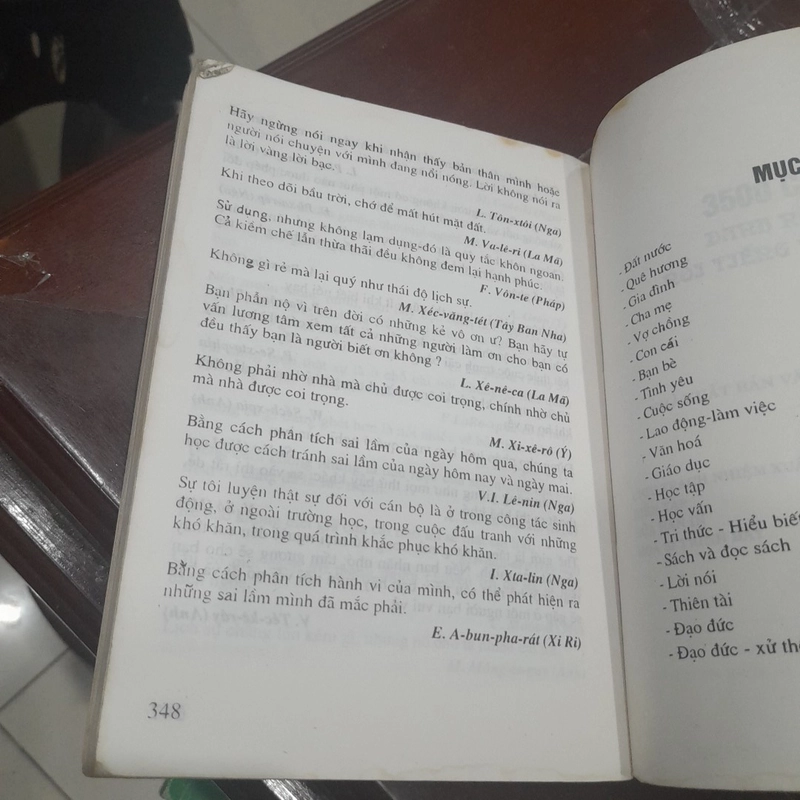 Hãy ngừng nói ngay khi nhận thấy bản thân mình hoặc
người nói chuyện với mình đang nổi nóng. Lời không nói ra
là lời vàng lời bạc.
L. Tôn-xtôi (Nga)
Khi theo dõi bầu trời, chớ để mất hút mặt đất.
M. Va-lê-ri (La Mã)
Sử dụng, nhưng không lạm dụng-đó là quy tắc khôn ngoan.
Cả kiềm chế lẫn thừa thãi đều không đem lại hạnh phúc.
F. Vôn-te (Pháp)
Không gì rẻ mà lại quý như thái độ lịch sự.
M. Xéc-văng-tét (Tây Ban Nha)
Bạn phẫn nộ vì trên đời có những kẻ vô ơn ư? Bạn hãy tự
vấn lương tâm xem tất cả những người làm ơn cho bạn có
đều thấy bạn là người biết ơn không ?
L. Xê-nê-ca (La Mã)
Không phải nhờ nhà mà chủ được coi trọng, chính nhờ chủ
mà nhà được coi trọng.
M. Xi-xê-rô (Ý)
Bằng cách phân tích sai lầm của ngày hôm qua, chúng ta
học được cách tránh sai lầm của ngày hôm nay và ngày mai.
V.I. Lê-nin (Nga)
Sự tôi luyện thật sự đối với cán bộ là ở trong công tác sinh
động, ở ngoài trường học, trong cuộc đấu tranh với những
khó khăn, trong quá trình khắc phục khó khăn.
I. Xta-lin (Nga)
Bằng cách phân tích hành vi của mình, có thể phát hiện ra
những sai lầm mình đã mắc phải.
E. A-bun-pha-rát (Xi Ri)
348
MỤC
- Đất nước
- Quê hương
- Gia đình
- Cha mẹ
- Vợ chồng
- Con cái
- Bạn bè
- Tình yêu
- Cuộc sống
- Lao động-làm việc
- Văn hoá
- Giáo dục
- Học tập
- Học vấn
- Tri thức - Hiểu biết
- Sách và đọc sách
- Lời nói
- Thiên tài
- Đạo đức
- Đạo đức - xử th